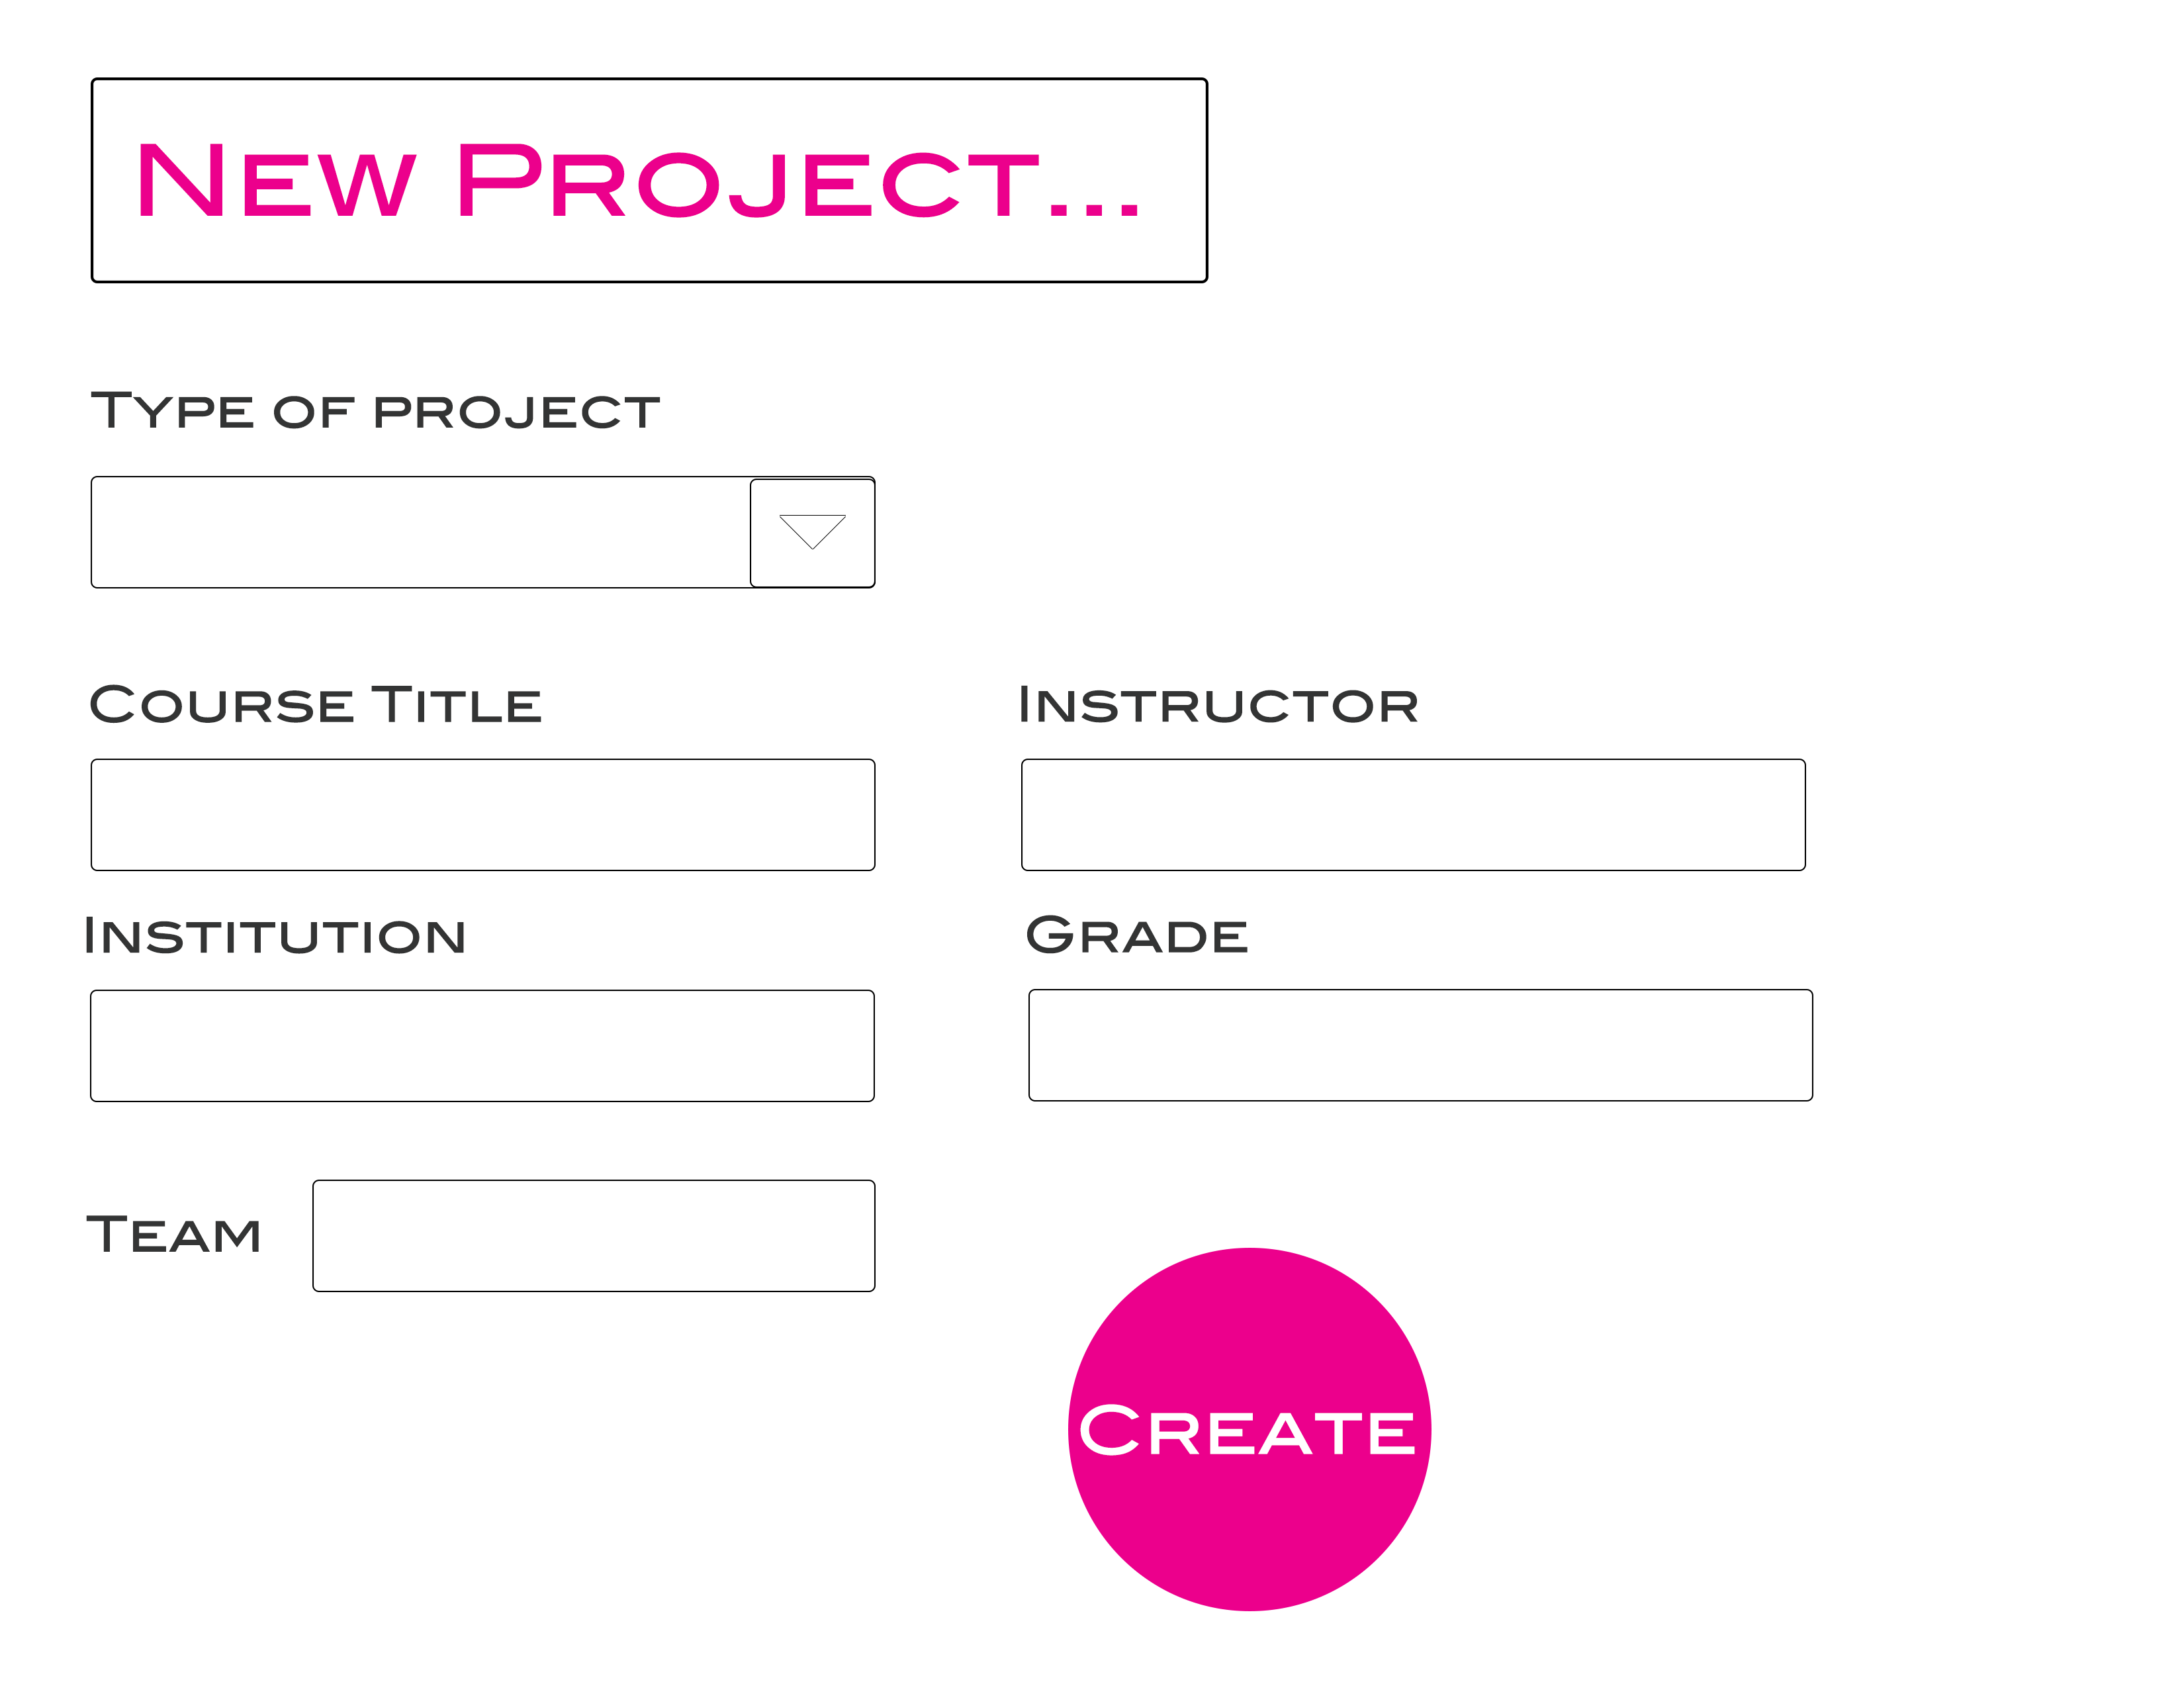 New Project...
Type of project
Course Title
Instructor
Institution
Grade
Team
Create